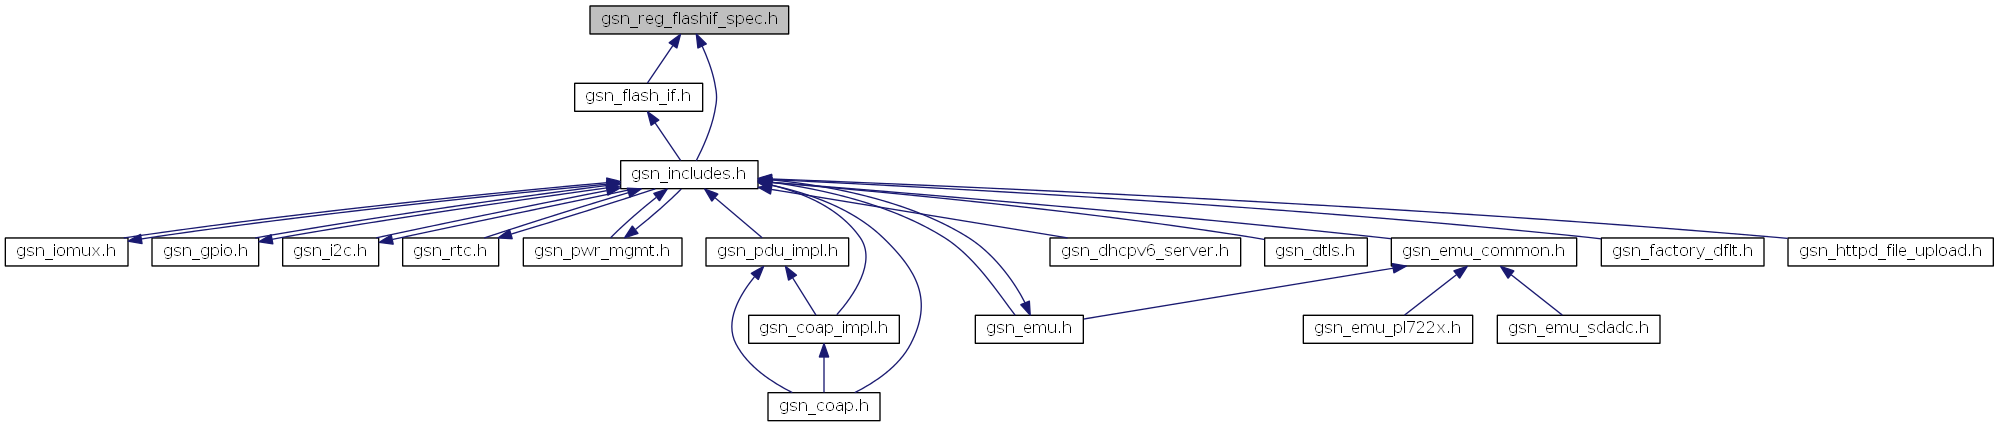 gsn_reg_flashif_spec.h
gsn_flash_if.h
gsn_includes.h
gsn_iomux.h
gsn_gpio.h
gsn_i2c.h
gsn_rtc.h
gsn_pwr_mgmt.h
gsn_pdu_impl.h
gsn_dhcpv6_server.h
gsn_dtls.h
gsn_emu_common.h
gsn_factory_dflt.h
gsn_httpd_file_upload.h
gsn_coap_impl.h
gsn_emu.h
gsn_emu_pl722x.h
gsn_emu_sdadc.h
gsn_coap.h